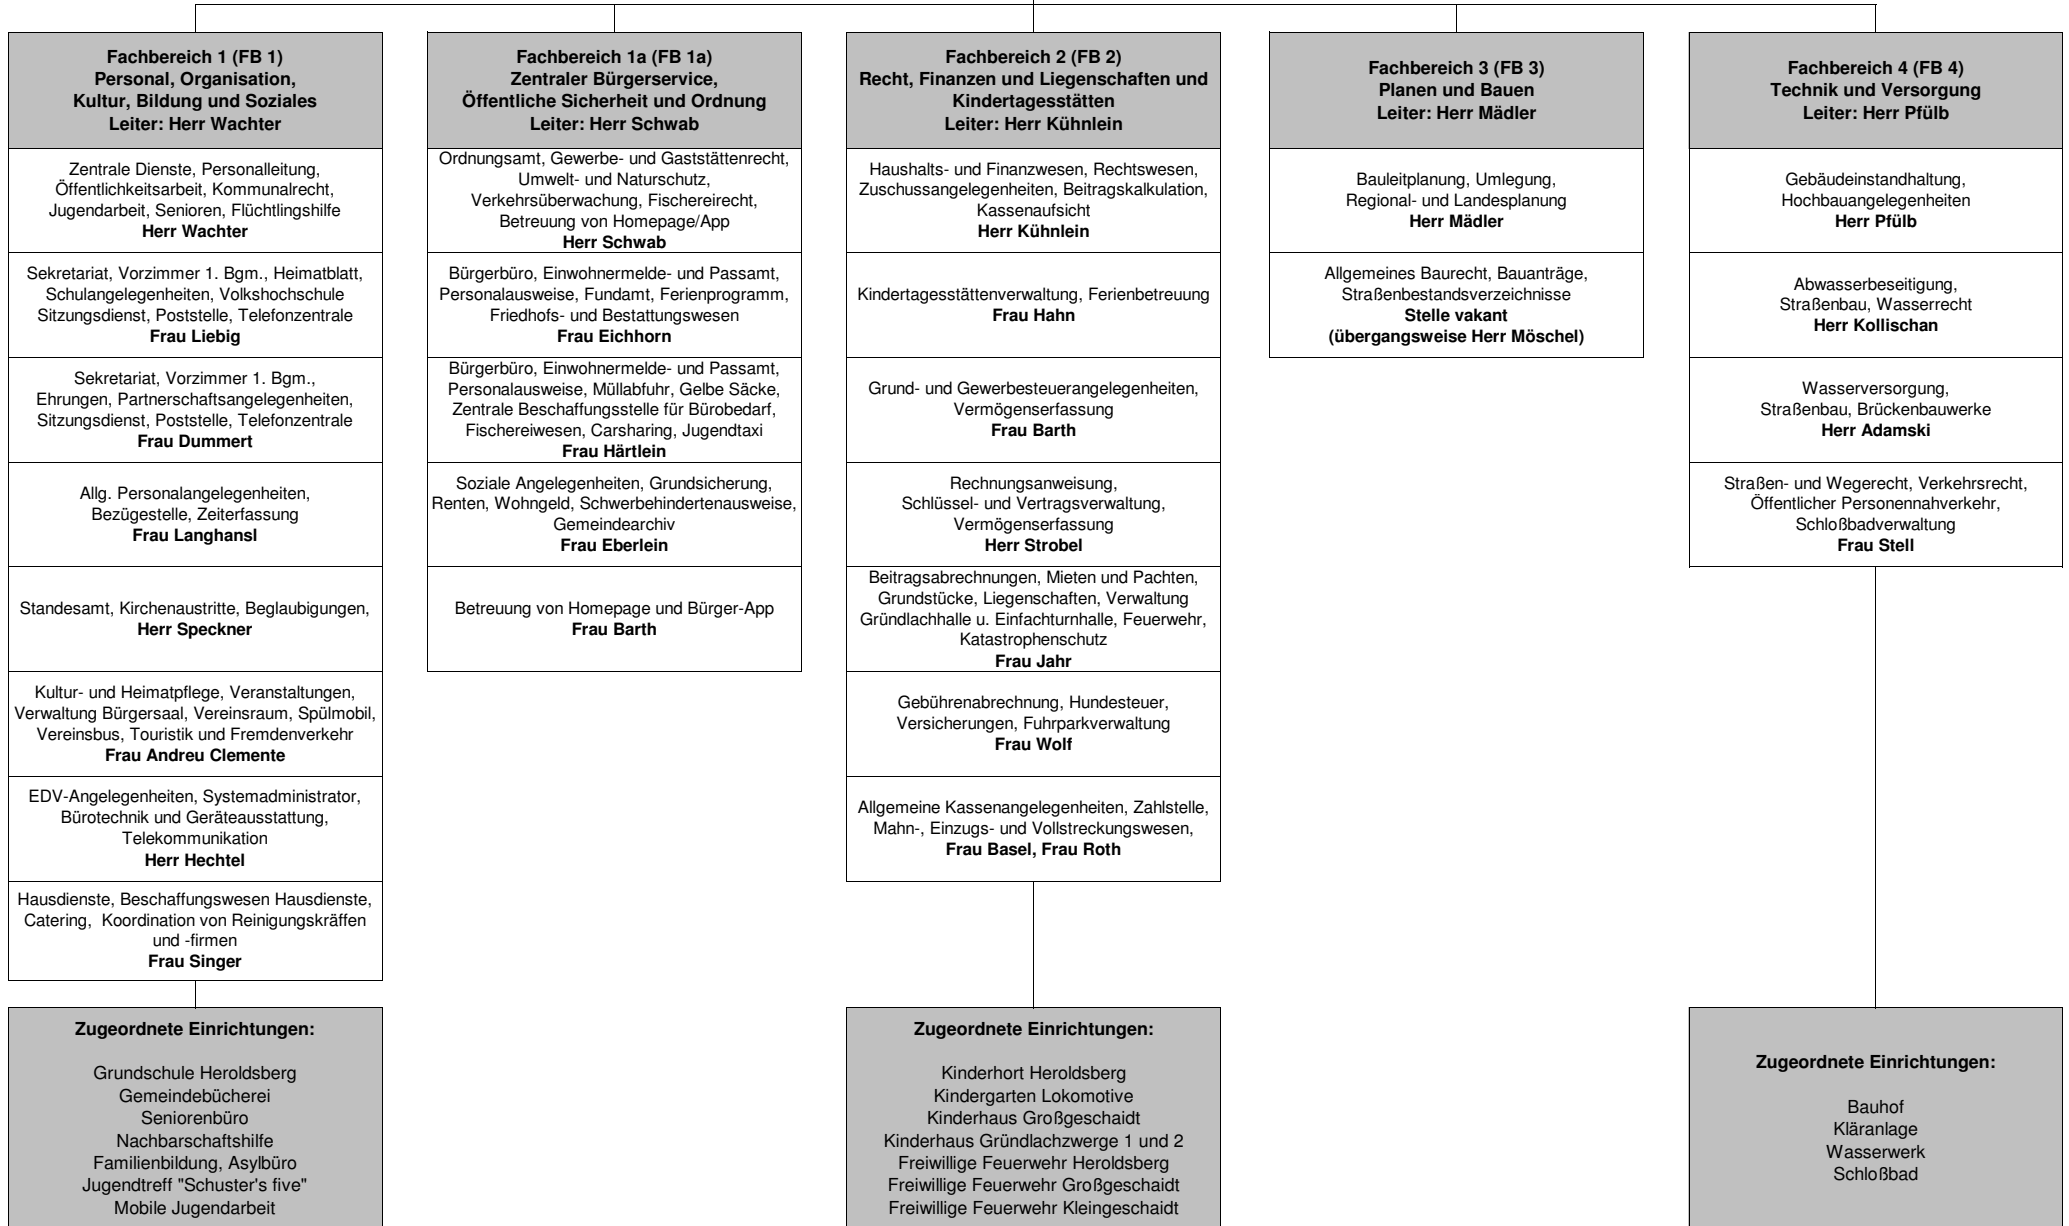 Fachbereich 1 (FB 1)
Personal, Organisation,
Kultur, Bildung und Soziales
Leiter: Herr Wachter
Zentrale Dienste, Personalleitung,
Öffentlichkeitsarbeit, Kommunalrecht,
Jugendarbeit, Senioren, Flüchtlingshilfe
Herr Wachter
Sekretariat, Vorzimmer 1. Bgm., Heimatblatt,
Schulangelegenheiten, Volkshochschule
Sitzungsdienst, Poststelle, Telefonzentrale
Frau Liebig
Sekretariat, Vorzimmer 1. Bgm.,
Ehrungen, Partnerschaftsangelegenheiten,
Sitzungsdienst, Poststelle, Telefonzentrale
Frau Dummert
Allg. Personalangelegenheiten,
Bezügestelle, Zeiterfassung
Frau Langhansl
Standesamt, Kirchenaustritte, Beglaubigungen,
Herr Speckner
Kultur- und Heimatpflege, Veranstaltungen,
Verwaltung Bürgersaal, Vereinsraum, Spülmobil,
Vereinsbus, Touristik und Fremdenverkehr
Frau Andreu Clemente
EDV-Angelegenheiten, Systemadministrator,
Bürotechnik und Geräteausstattung,
Telekommunikation
Herr Hechtel
Hausdienste, Beschaffungswesen Hausdienste,
Catering, Koordination von Reinigungskräffen
und -firmen
Frau Singer
Zugeordnete Einrichtungen:
Grundschule Heroldsberg
Gemeindebücherei
Seniorenbüro
Nachbarschaftshilfe
Familienbildung, Asylbüro
Jugendtreff "Schuster's five"
Mobile Jugendarbeit
Fachbereich 1a (FB 1a)
Zentraler Bürgerservice,
Öffentliche Sicherheit und Ordnung
Leiter: Herr Schwab
Ordnungsamt, Gewerbe- und Gaststättenrecht,
Umwelt- und Naturschutz,
Verkehrsüberwachung, Fischereirecht,
Betreuung von Homepage/App
Herr Schwab
Bürgerbüro, Einwohnermelde- und Passamt,
Personalausweise, Fundamt, Ferienprogramm,
Friedhofs- und Bestattungswesen
Frau Eichhorn
Bürgerbüro, Einwohnermelde- und Passamt,
Personalausweise, Müllabfuhr, Gelbe Säcke,
Zentrale Beschaffungsstelle für Bürobedarf,
Fischereiwesen, Carsharing, Jugendtaxi
Frau Härtlein
Soziale Angelegenheiten, Grundsicherung,
Renten, Wohngeld, Schwerbehindertenausweise,
Gemeindearchiv
Frau Eberlein
Betreuung von Homepage und Bürger-App
Frau Barth
Fachbereich 2 (FB 2)
Recht, Finanzen und Liegenschaften und
Kindertagesstätten
Leiter: Herr Kühnlein
Haushalts- und Finanzwesen, Rechtswesen,
Zuschussangelegenheiten, Beitragskalkulation,
Kassenaufsicht
Herr Kühnlein
Kindertagesstättenverwaltung, Ferienbetreuung
Frau Hahn
Grund- und Gewerbesteuerangelegenheiten,
Vermögenserfassung
Frau Barth
Rechnungsanweisung,
Schlüssel- und Vertragsverwaltung,
Vermögenserfassung
Herr Strobel
Beitragsabrechnungen, Mieten und Pachten,
Grundstücke, Liegenschaften, Verwaltung
Gründlachhalle u. Einfachturnhalle, Feuerwehr,
Katastrophenschutz
Frau Jahr
Gebührenabrechnung, Hundesteuer,
Versicherungen, Fuhrparkverwaltung
Frau Wolf
Allgemeine Kassenangelegenheiten, Zahlstelle,
Mahn-, Einzugs- und Vollstreckungswesen,
Frau Basel, Frau Roth
Zugeordnete Einrichtungen:
Kinderhort Heroldsberg
Kindergarten Lokomotive
Kinderhaus Großgeschaidt
Kinderhaus Gründlachzwerge 1 und 2
Freiwillige Feuerwehr Heroldsberg
Freiwillige Feuerwehr Großgeschaidt
Freiwillige Feuerwehr Kleingeschaidt
Fachbereich 3 (FB 3)
Planen und Bauen
Leiter: Herr Mädler
Bauleitplanung, Umlegung,
Regional- und Landesplanung
Herr Mädler
Allgemeines Baurecht, Bauanträge,
Straßenbestandsverzeichnisse
Stelle vakant
(übergangsweise Herr Möschel)
Fachbereich 4 (FB 4)
Technik und Versorgung
Leiter: Herr Pfülb
Gebäudeinstandhaltung,
Hochbauangelegenheiten
Herr Pfülb
Abwasserbeseitigung,
Straßenbau, Wasserrecht
Herr Kollischan
Wasserversorgung,
Straßenbau, Brückenbauwerke
Herr Adamski
Straßen- und Wegerecht, Verkehrsrecht,
Öffentlicher Personennahverkehr,
Schloßbadverwaltung
Frau Stell
Zugeordnete Einrichtungen:
Bauhof
Kläranlage
Wasserwerk
Schloßbad